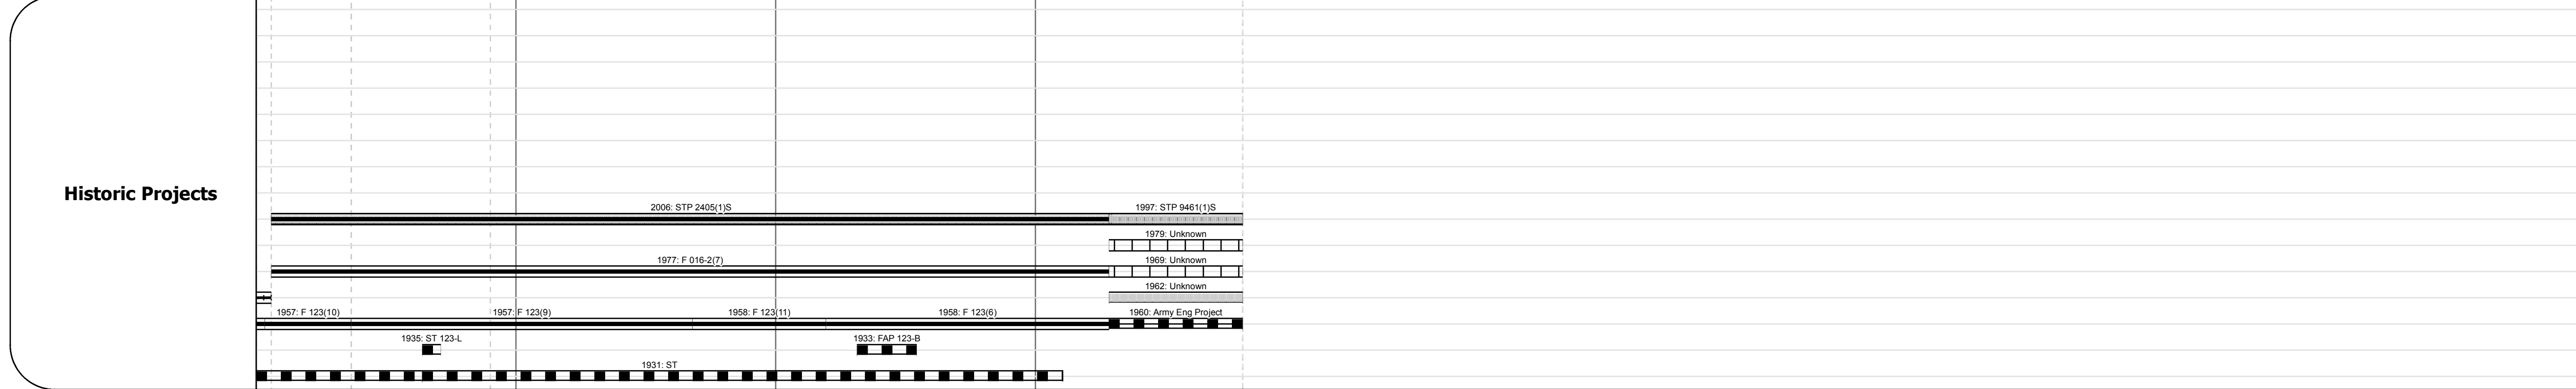 Historic Projects
2006: STP 2405(1)S
1997: STP 9461(1)S
1979: Unknown
1977: F 016-2(7)
1969: Unknown
1962: Unknown
1957: F 123(10)
1957: F 123(9)
1958: F 123(11)
1958: F 123(6)
1960: Army Eng Project
1935: ST 123-L
1933: FAP 123-B
1931: ST